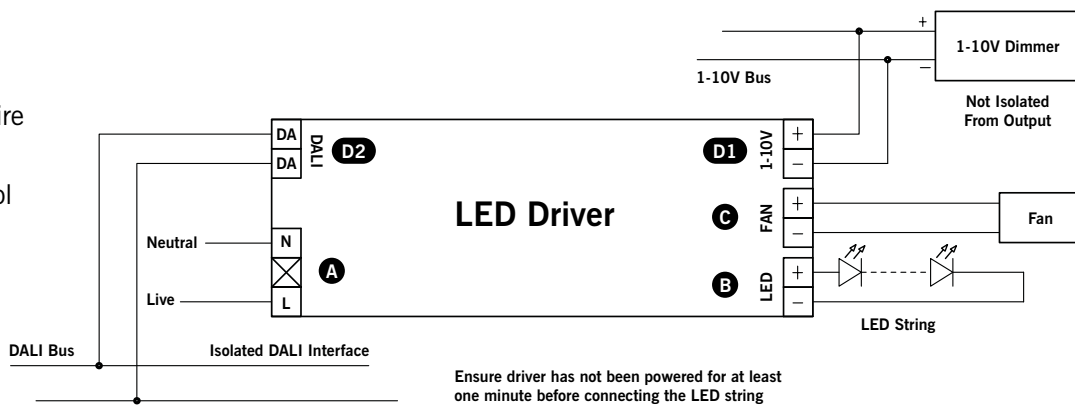 +
1-10V Dimmer
−
1-10V Bus
Not Isolated
From Output
ire
ol
DA
DA
DALI
D2
D1
1-10V
+
−
LED Driver
C
FAN
+
−
Fan
Neutral
N
A
Live
L
B
LED
+
−
LED String
DALI Bus
Isolated DALI Interface
Ensure driver has not been powered for at least
one minute before connecting the LED string